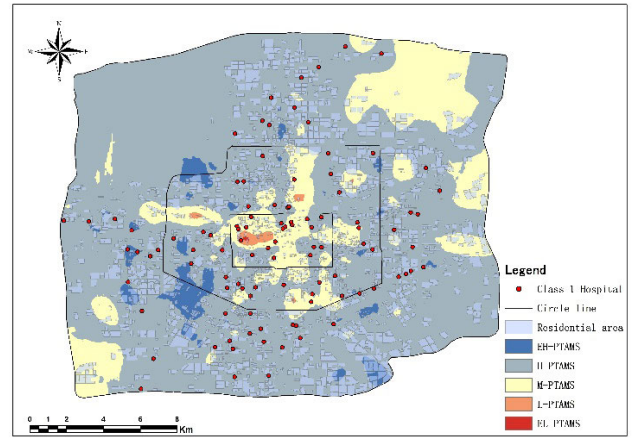 N
W E
S
Legend
Class 1 Hospital
Circle line
Residential area
EH-PTAMS
H PTAMS
M-PTAMS
L-PTAMS
EL PTAMS
0 1 2 4 6 8
Km